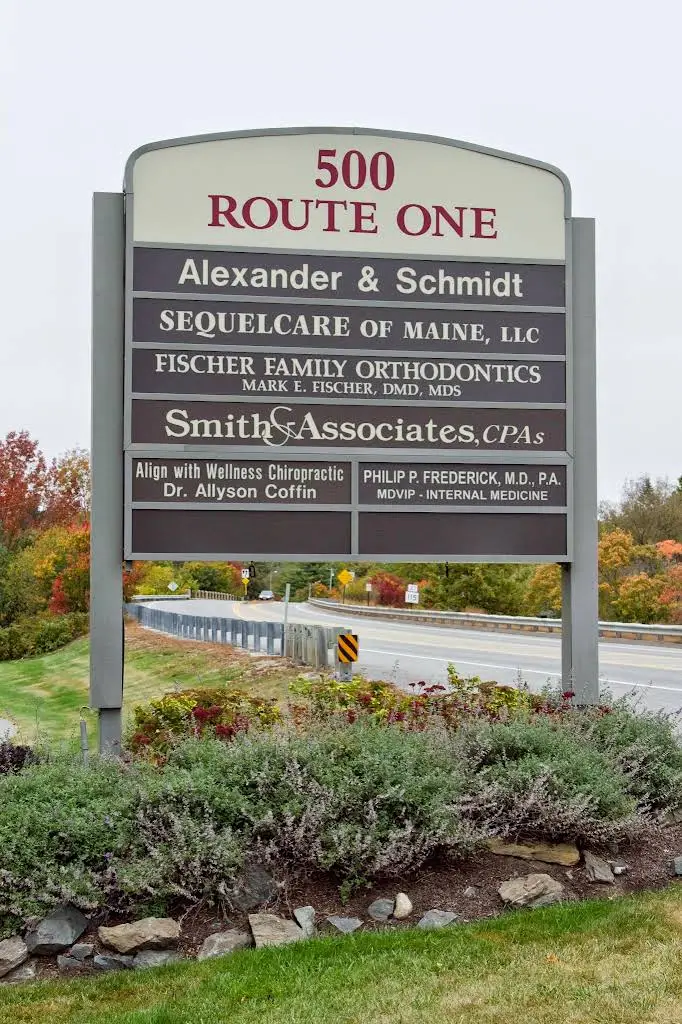 500
ROUTE ONE
Alexander & Schmidt
SEQUELCARE OF MAINE, LLC
FISCHER FAMILY ORTHODONTICS
MARK E. FISCHER, DMD, MDS
Smith & Associates, CPAs
Align with Wellness Chiropractic
Dr. Allyson Coffin
PHILIP P. FREDERICK, M.D., P.A.
MDVIP - INTERNAL MEDICINE